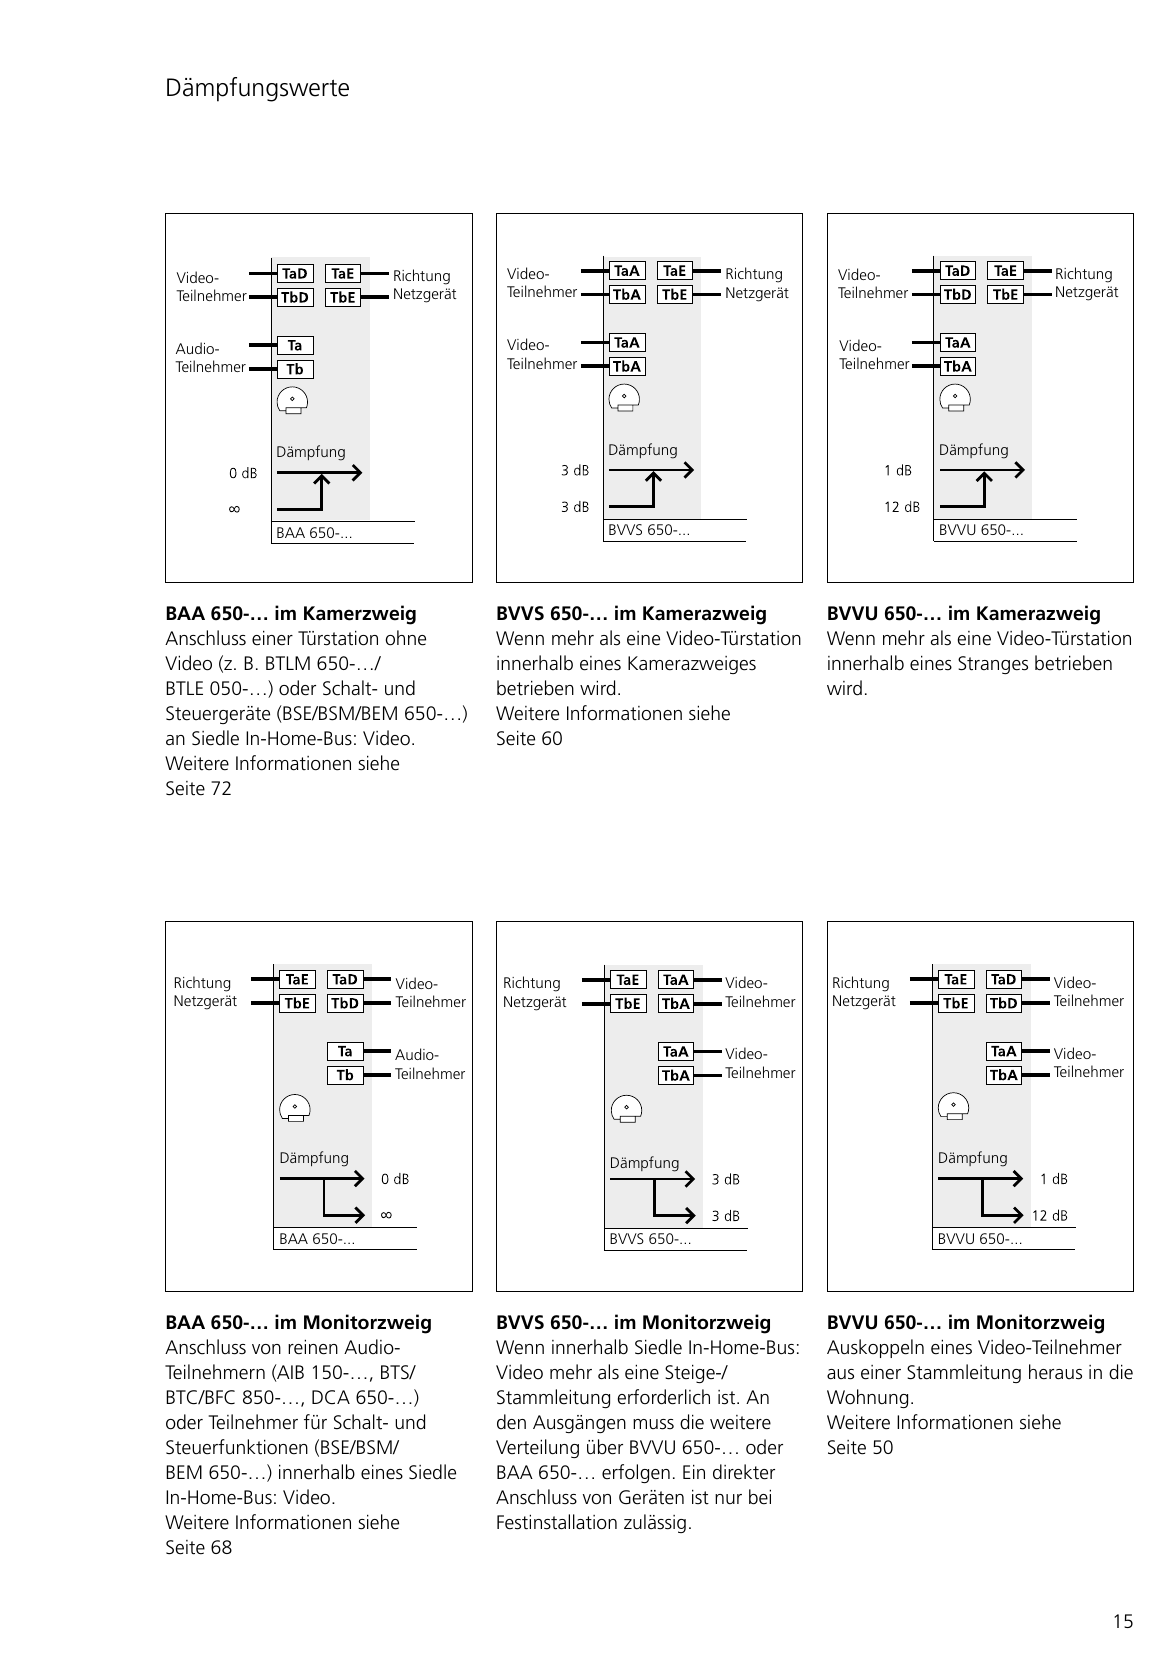 Dämpfungswerte
Video-
Teilnehmer
TaD TaE
TbD TbE
Richtung
Netzgerät
Audio-
Teilnehmer
Ta
Tb
Dämpfung
0 dB
∞
BAA 650-...
Video-
Teilnehmer
TaA TaE
TbA TbE
Richtung
Netzgerät
Video-
Teilnehmer
TaA
TbA
Dämpfung
3 dB
3 dB
BVVS 650-...
Video-
Teilnehmer
TaD TaE
TbD TbE
Richtung
Netzgerät
Video-
Teilnehmer
TaA
TbA
Dämpfung
1 dB
12 dB
BVVU 650-...
BAA 650-… im Kamerzweig
Anschluss einer Türstation ohne
Video (z. B. BTLM 650-…/
BTLE 050-…) oder Schalt- und
Steuergeräte (BSE/BSM/BEM 650-…)
an Siedle In-Home-Bus: Video.
Weitere Informationen siehe
Seite 72
BVVS 650-… im Kamerazweig
Wenn mehr als eine Video-Türstation
innerhalb eines Kamerazweiges
betrieben wird.
Weitere Informationen siehe
Seite 60
BVVU 650-… im Kamerazweig
Wenn mehr als eine Video-Türstation
innerhalb eines Stranges betrieben
wird.
Richtung
Netzgerät
TaE TaD
TbE TbD
Video-
Teilnehmer
Ta
Tb
Audio-
Teilnehmer
Dämpfung
0 dB
∞
BAA 650-...
Richtung
Netzgerät
TaE TaA
TbE TbA
Video-
Teilnehmer
TaA
TbA
Video-
Teilnehmer
Dämpfung
3 dB
3 dB
BVVS 650-...
Richtung
Netzgerät
TaE TaD
TbE TbD
Video-
Teilnehmer
TaA
TbA
Video-
Teilnehmer
Dämpfung
1 dB
12 dB
BVVU 650-...
BAA 650-… im Monitorzweig
Anschluss von reinen Audio-
Teilnehmern (AIB 150-…, BTS/
BTC/BFC 850-…, DCA 650-…)
oder Teilnehmer für Schalt- und
Steuerfunktionen (BSE/BSM/
BEM 650-…) innerhalb eines Siedle
In-Home-Bus: Video.
Weitere Informationen siehe
Seite 68
BVVS 650-… im Monitorzweig
Wenn innerhalb Siedle In-Home-Bus:
Video mehr als eine Steige-/
Stammleitung erforderlich ist. An
den Ausgängen muss die weitere
Verteilung über BVVU 650-… oder
BAA 650-… erfolgen. Ein direkter
Anschluss von Geräten ist nur bei
Festinstallation zulässig.
BVVU 650-… im Monitorzweig
Auskoppeln eines Video-Teilnehmer
aus einer Stammleitung heraus in die
Wohnung.
Weitere Informationen siehe
Seite 50
15